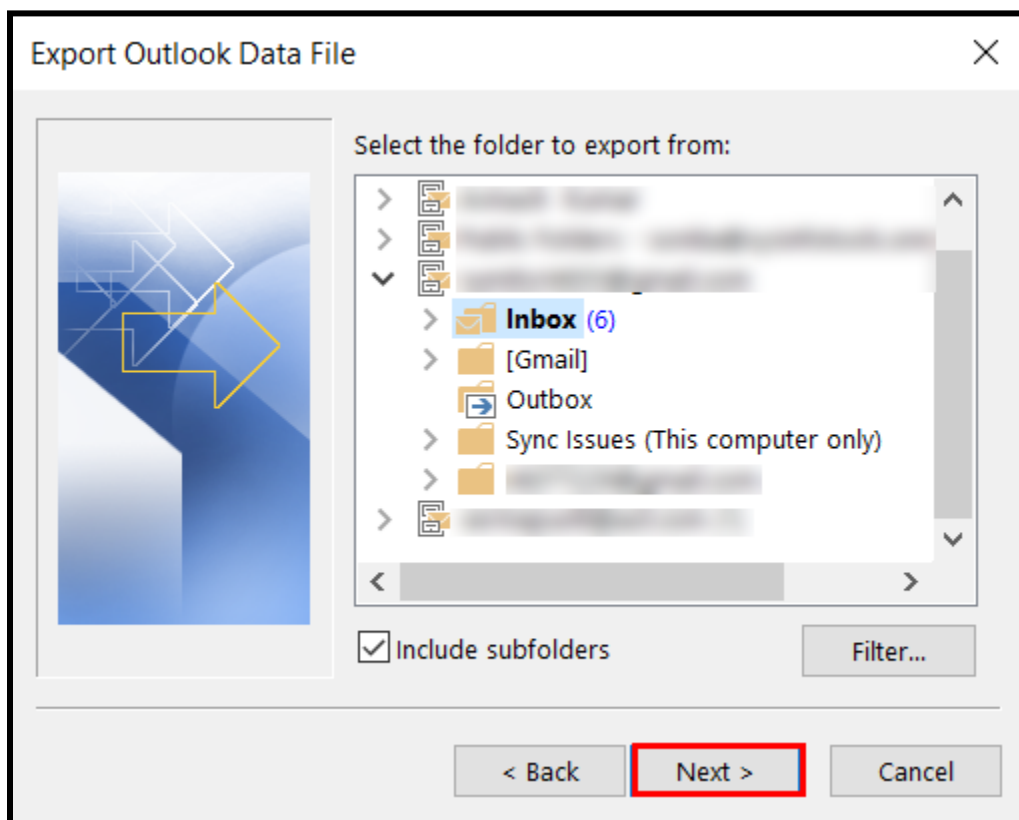 Export Outlook Data File
Select the folder to export from:
Inbox (6)
[Gmail]
Outbox
Sync Issues (This computer only)
Include subfolders
Filter...
< Back
Next >
Cancel